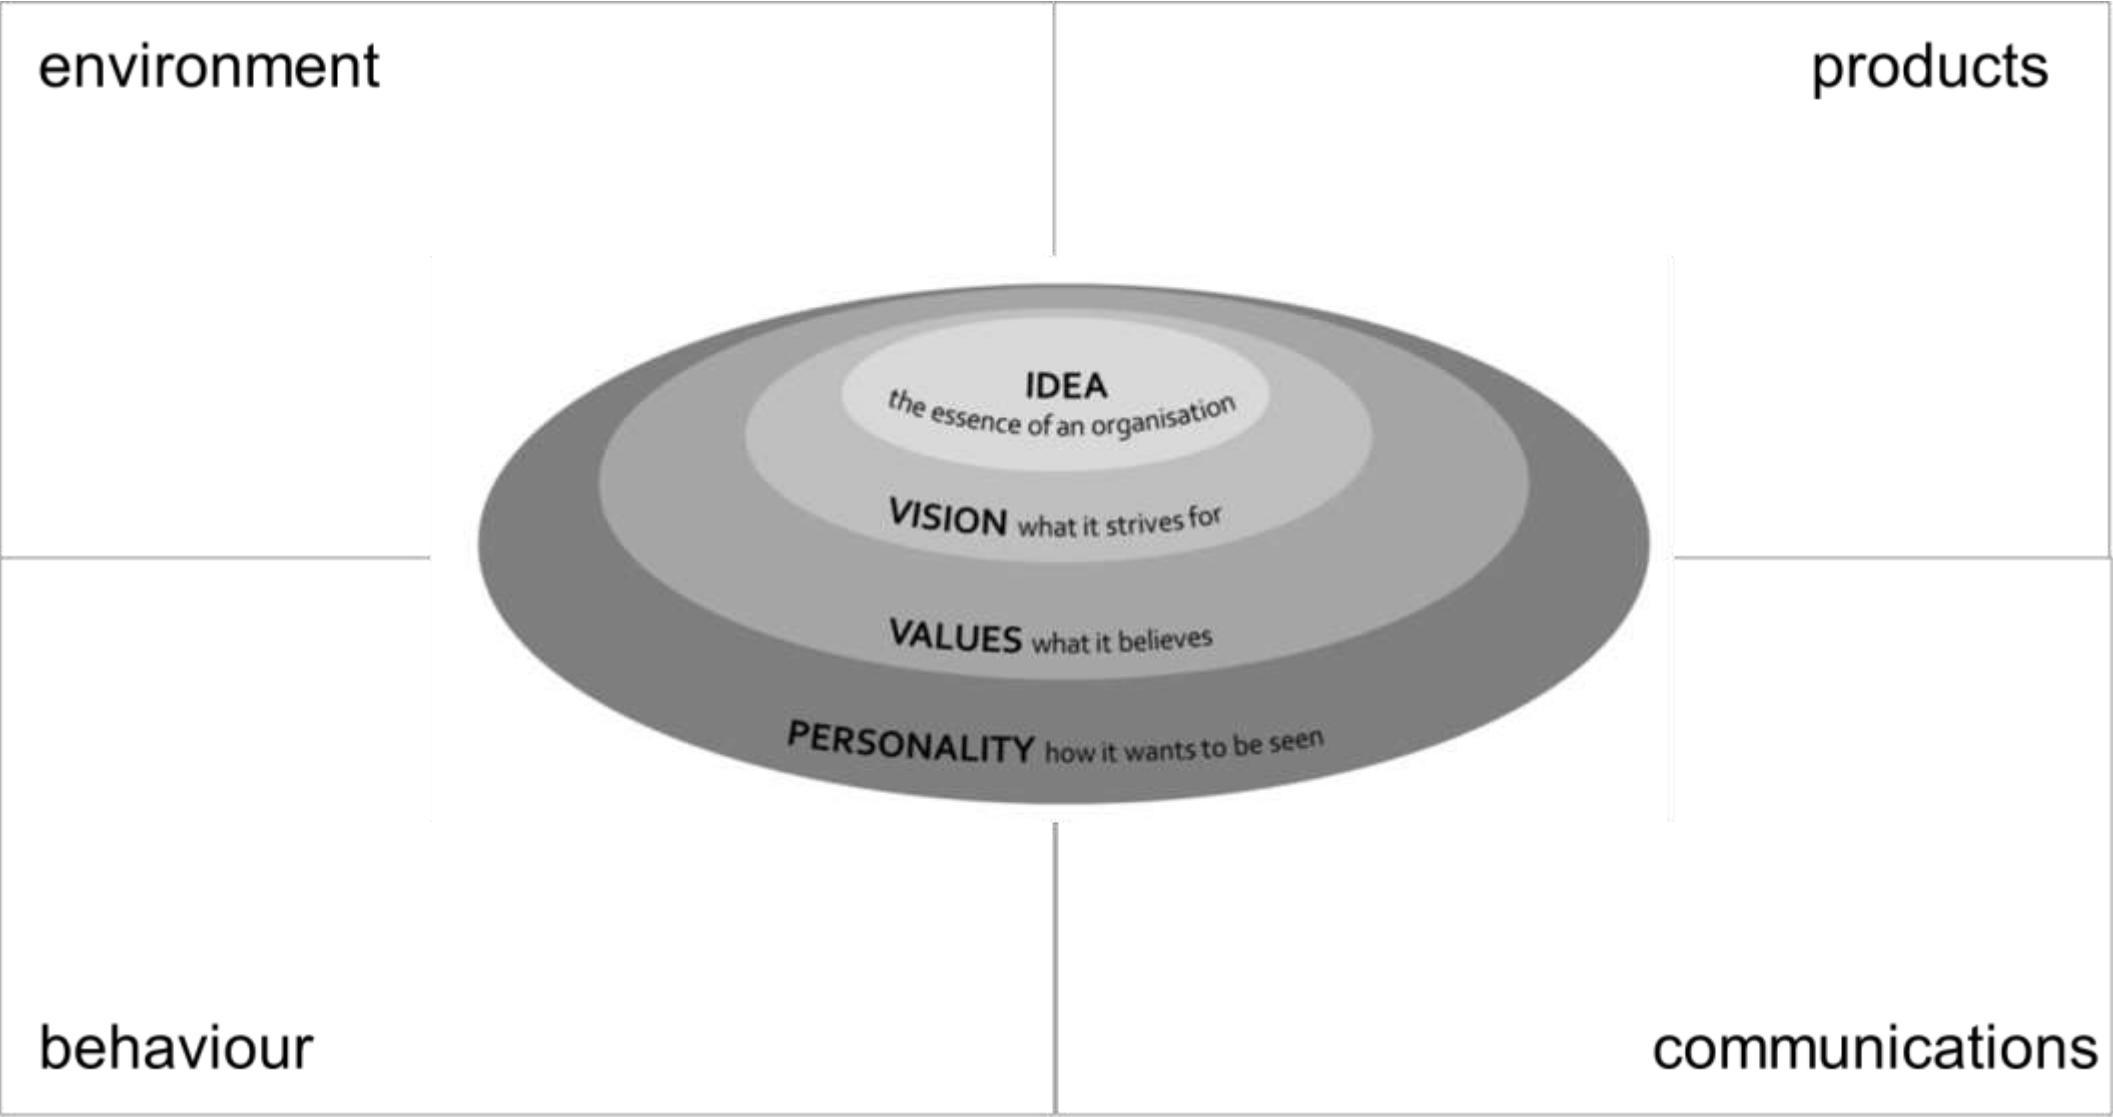 environment
products
IDEA
the essence of an organisation
VISION what it strives for
VALUES what it believes
PERSONALITY how it wants to be seen
behaviour
communications